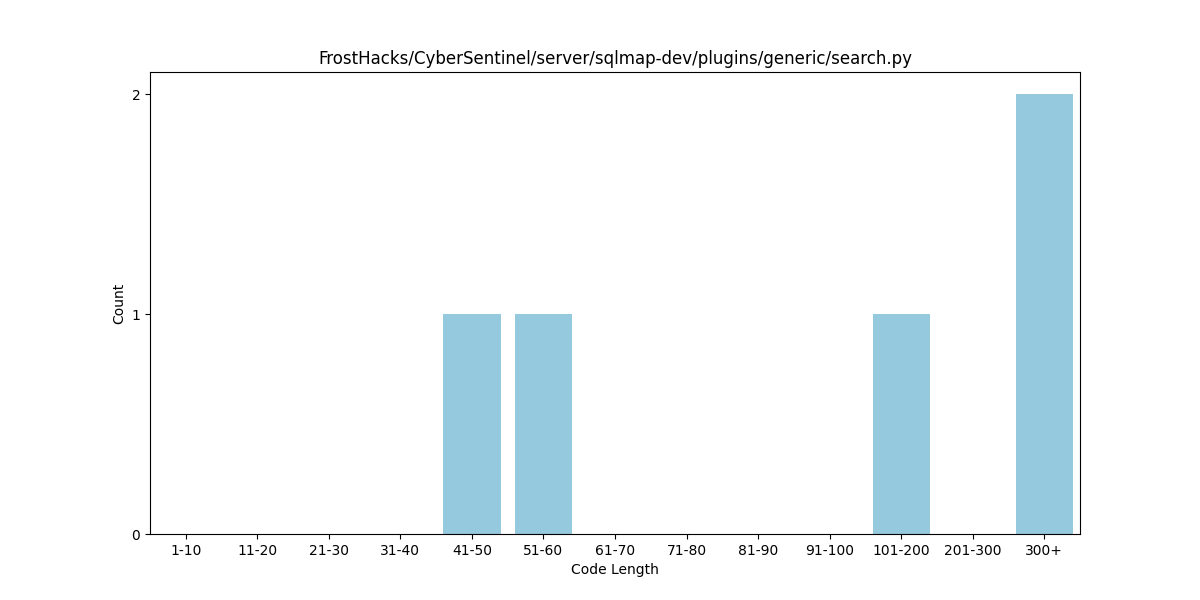 FrostHacks/CyberSentinel/server/sqlmap-dev/plugins/generic/search.py
2
1
0
Count
1-10 11-20 21-30 31-40 41-50 51-60 61-70 71-80 81-90 91-100 101-200 201-300 300+
Code Length